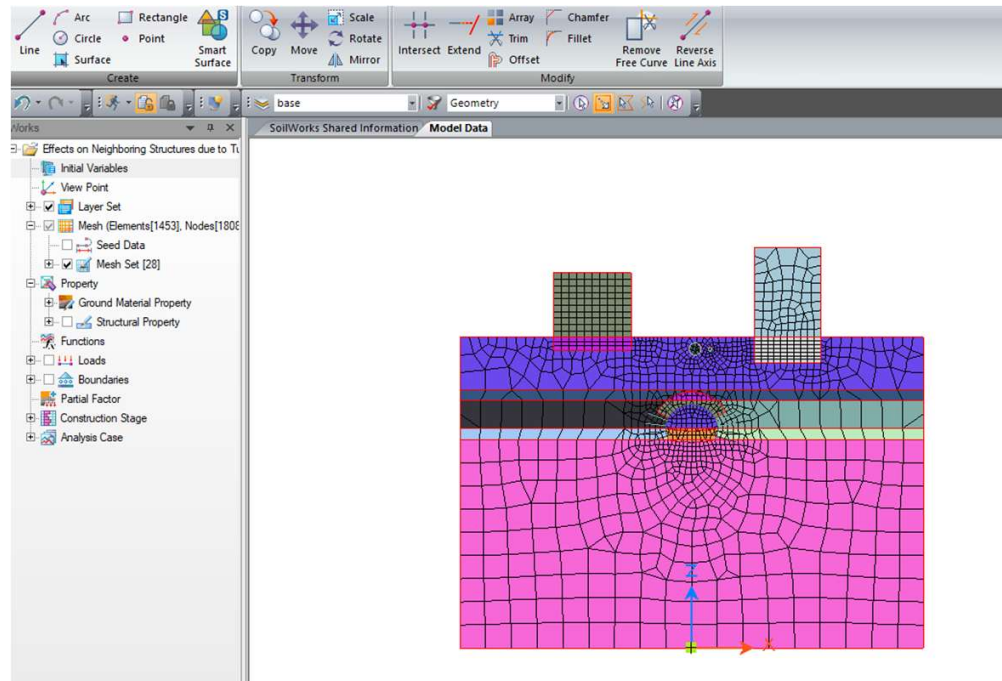 Line
Arc
Circle
Surface
Rectangle
Point
Smart Surface
Create
Copy
Move
Scale
Rotate
Mirror
Transform
Intersect
Extend
Array
Trim
Offset
Chamfer
Fillet
Remove Free Curve
Reverse Line Axis
Modify
base
Geometry
Works
SoilWorks Shared Information
Model Data
Effects on Neighboring Structures due to Tu
Initial Variables
View Point
Layer Set
Mesh (Elements[1453], Nodes[1808
Seed Data
Mesh Set [28]
Property
Ground Material Property
Structural Property
Functions
Loads
Boundaries
Partial Factor
Construction Stage
Analysis Case
Z
X